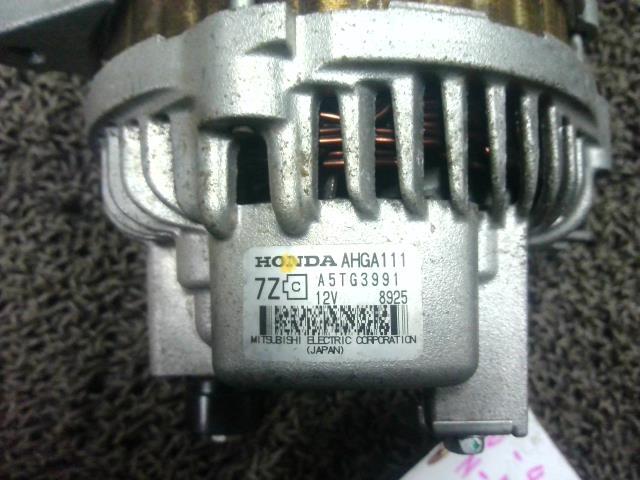 HONDA AHGA111
7Z C A5TG3991
12V 8925
MITSUBISHI ELECTRIC CORPORATION
(JAPAN)